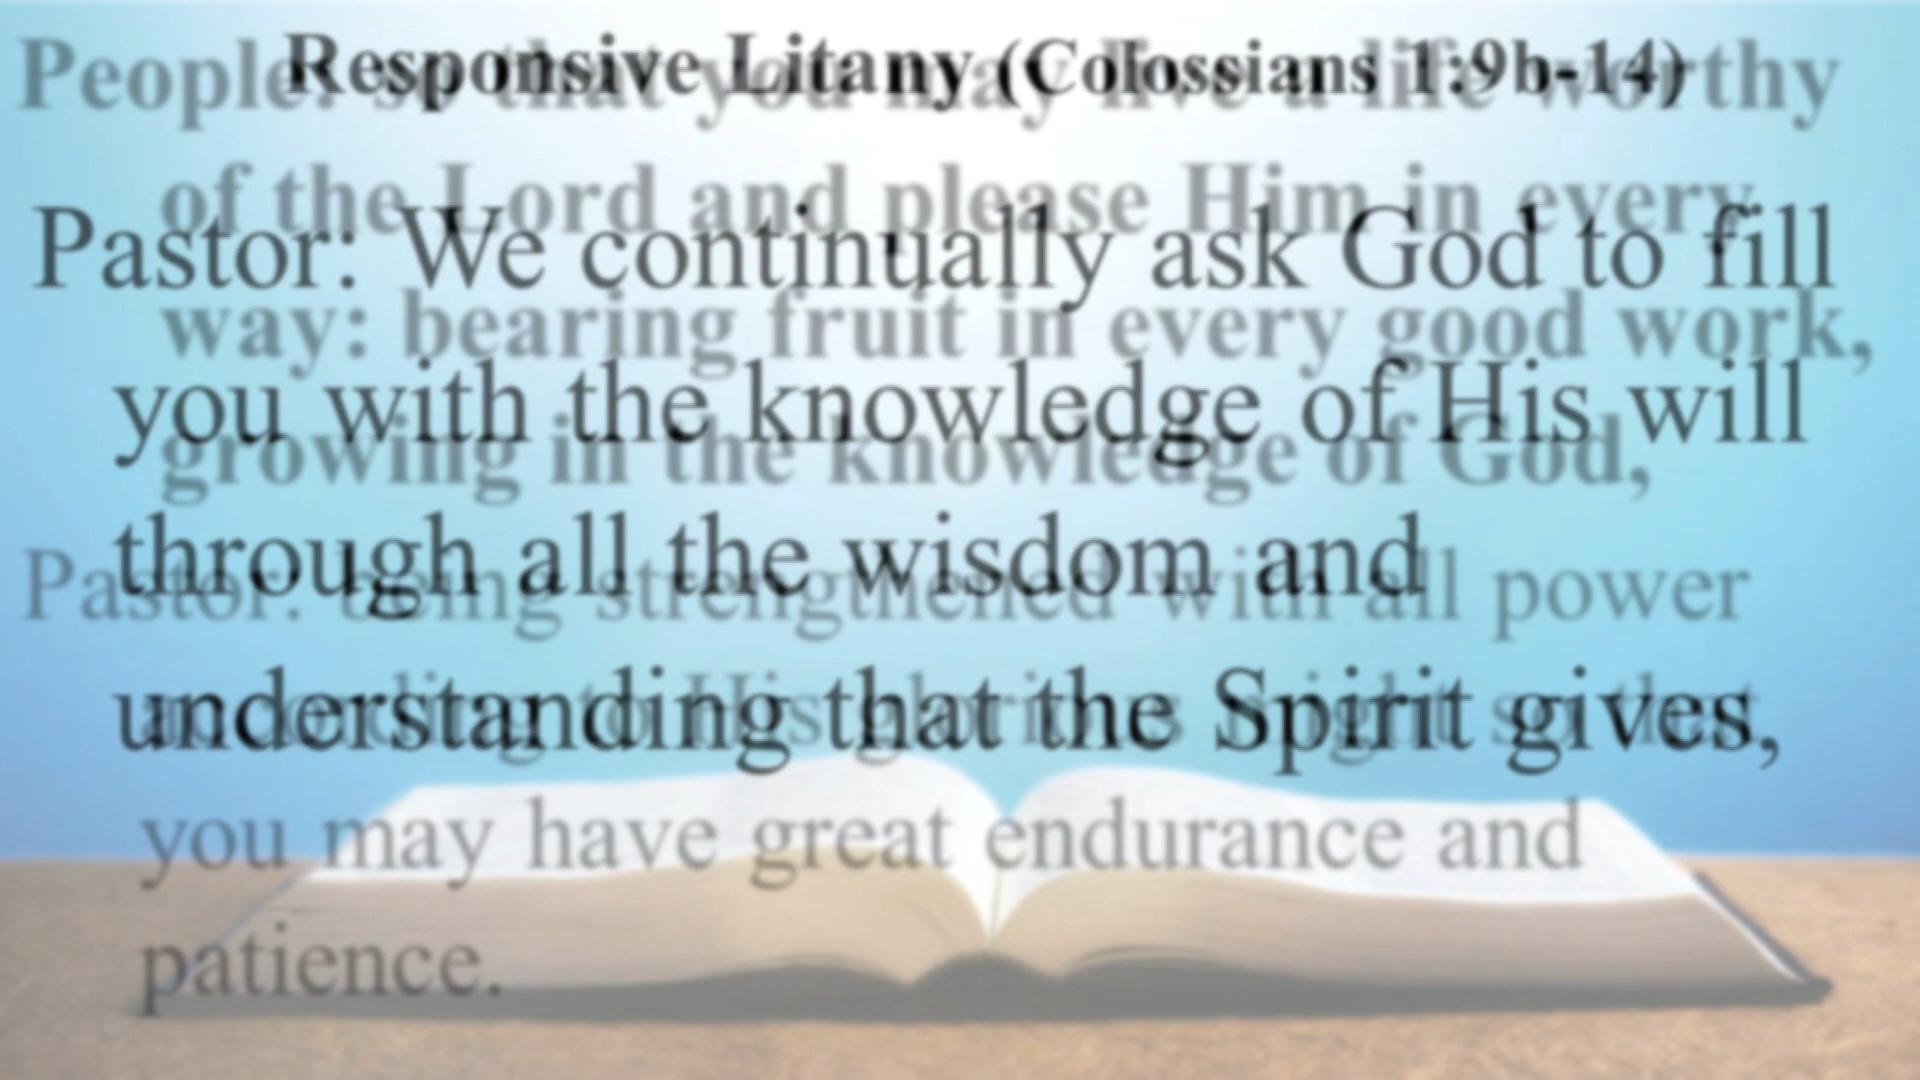 Responsive Litany (Colossians 1:9b-14)
Pastor: We continually ask God to fill
you with the knowledge of His will
through all the wisdom and
understanding that the Spirit gives,
People: so that you may live a life worthy
of the Lord and please Him in every
way: bearing fruit in every good work,
growing in the knowledge of God,
Pastor: being strengthened with all power
according to His glorious might so that
you may have great endurance and
patience.